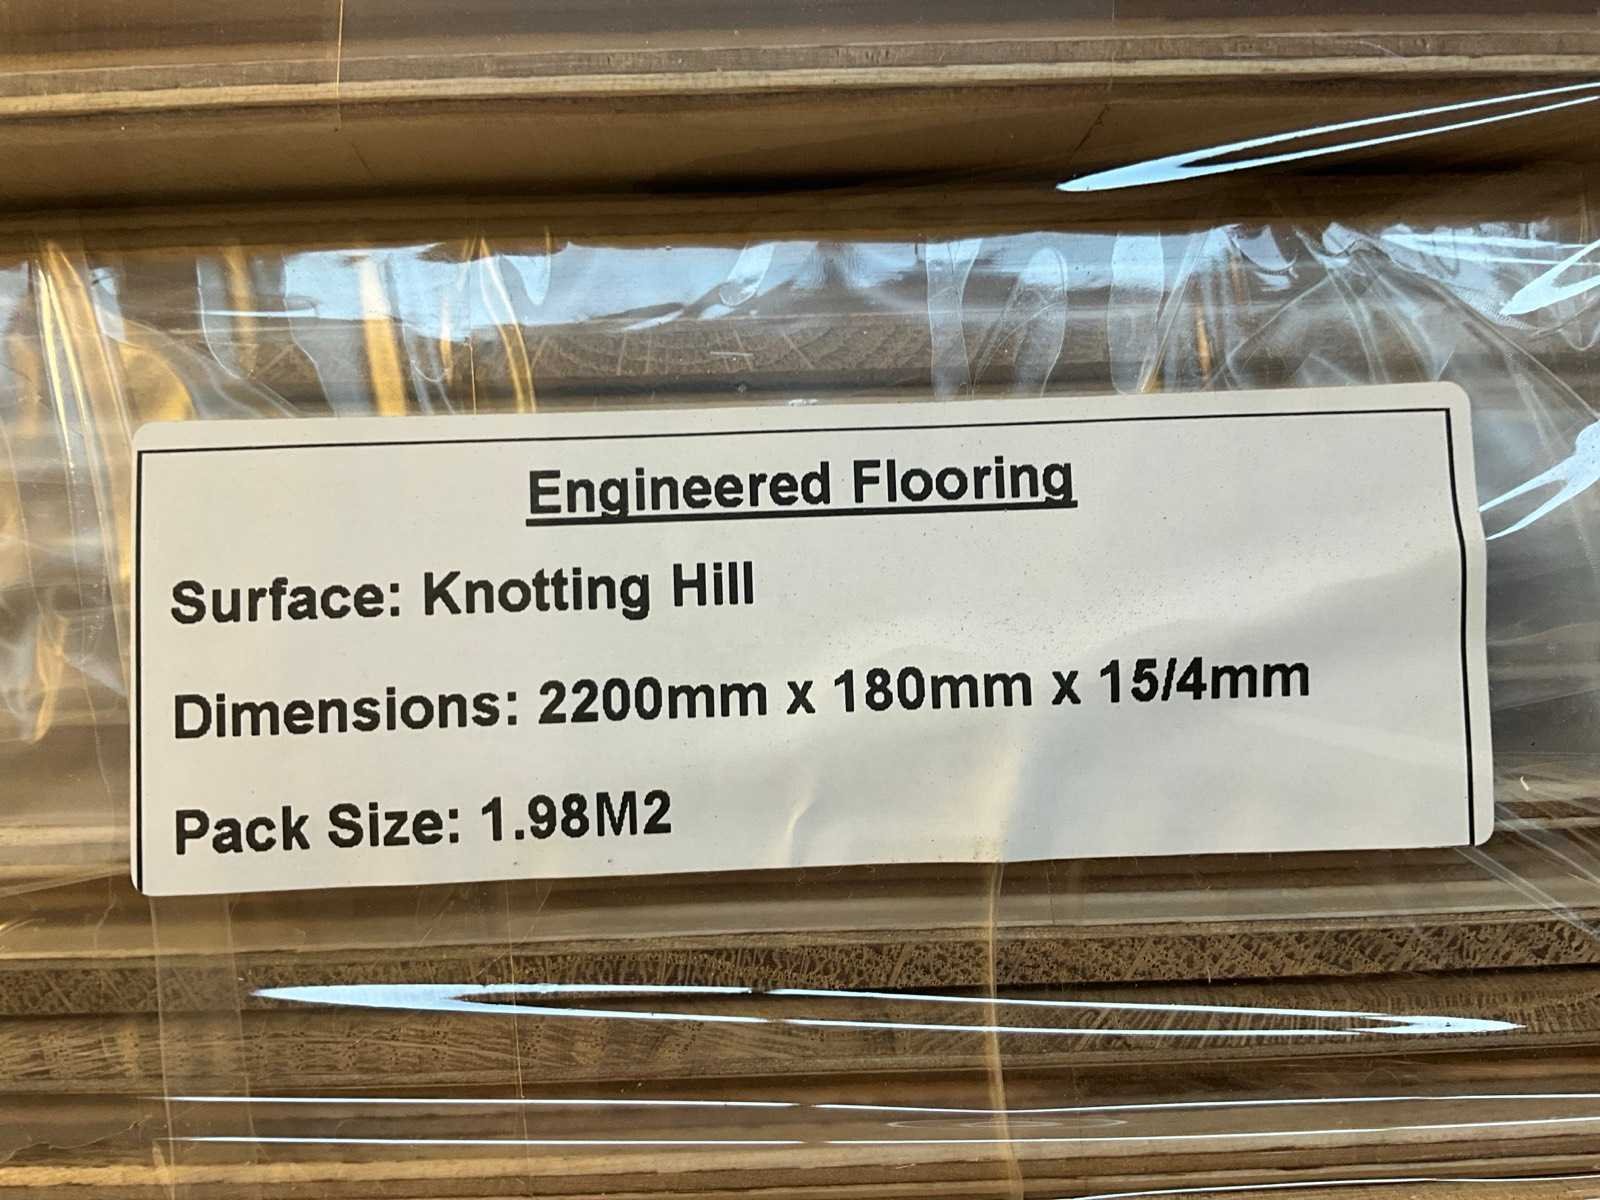 Engineered Flooring
Surface: Knotting Hill
Dimensions: 2200mm x 180mm x 15/4mm
Pack Size: 1.98M2